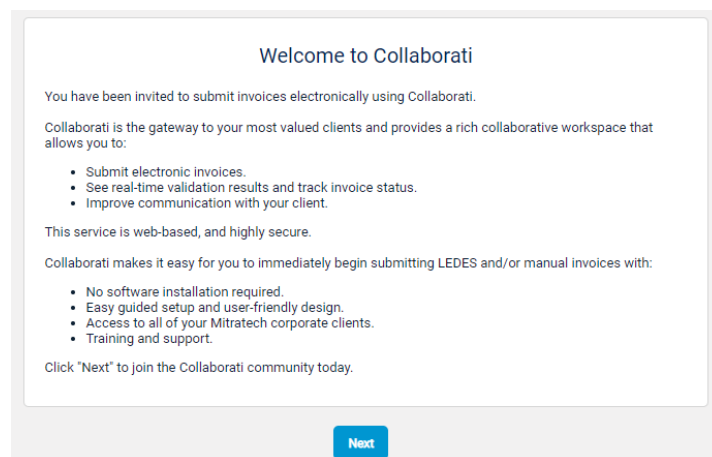 Welcome to Collaborati
You have been invited to submit invoices electronically using Collaborati.
Collaborati is the gateway to your most valued clients and provides a rich collaborative workspace that
allows you to:
• Submit electronic invoices.
• See real-time validation results and track invoice status.
• Improve communication with your client.
This service is web-based, and highly secure.
Collaborati makes it easy for you to immediately begin submitting LEDES and/or manual invoices with:
• No software installation required.
• Easy guided setup and user-friendly design.
• Access to all of your Mitratech corporate clients.
• Training and support.
Click "Next" to join the Collaborati community today.
Next